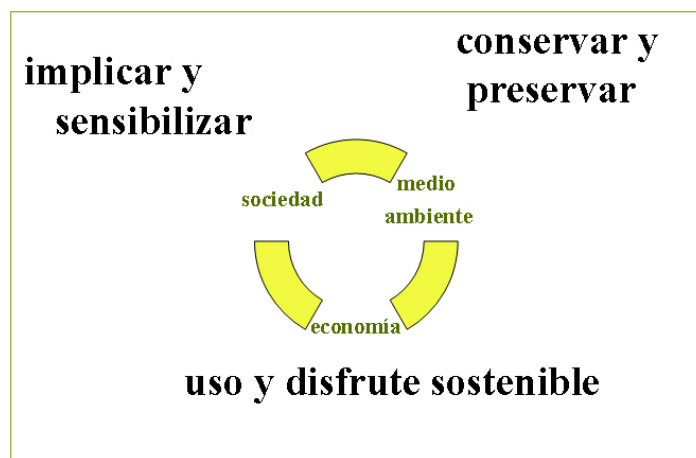 implicar y
sensibilizar
conservar y
preservar
sociedad
medio
ambiente
economía
uso y disfrute sostenible